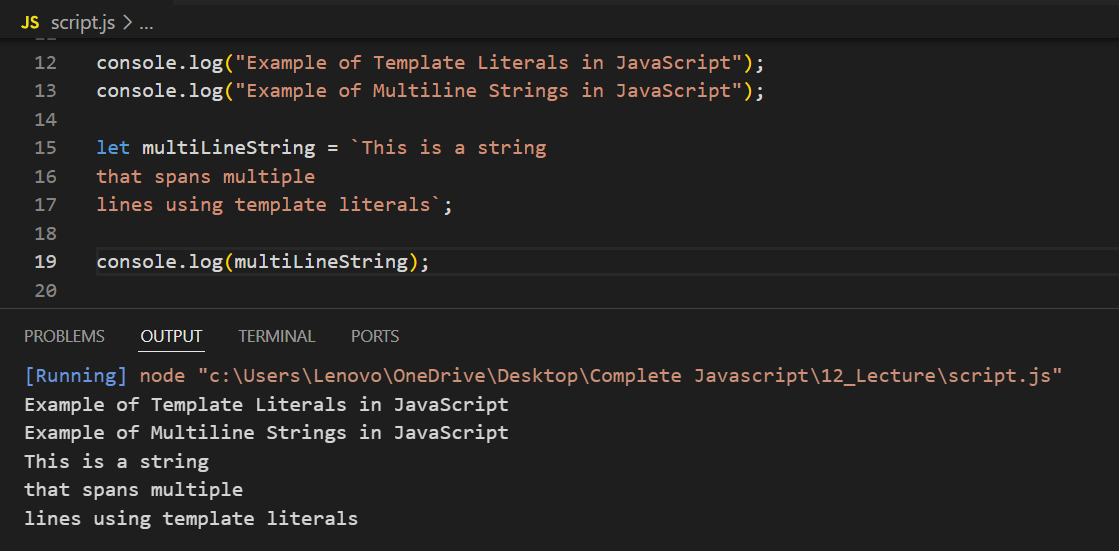 JS script.js > ...
12 console.log("Example of Template Literals in JavaScript");
13 console.log("Example of Multiline Strings in JavaScript");
14
15 let multiLineString = `This is a string
16 that spans multiple
17 lines using template literals`;
18
19 console.log(multiLineString);
20
PROBLEMS OUTPUT TERMINAL PORTS
[Running] node "c:\Users\Lenovo\OneDrive\Desktop\Complete Javascript\12_Lecture\script.js"
Example of Template Literals in JavaScript
Example of Multiline Strings in JavaScript
This is a string
that spans multiple
lines using template literals